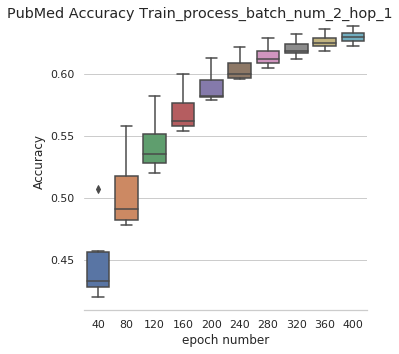 PubMed Accuracy Train_process_batch_num_2_hop_1
0.60
0.55
0.50
0.45
Accuracy
40 80 120 160 200 240 280 320 360 400
epoch number